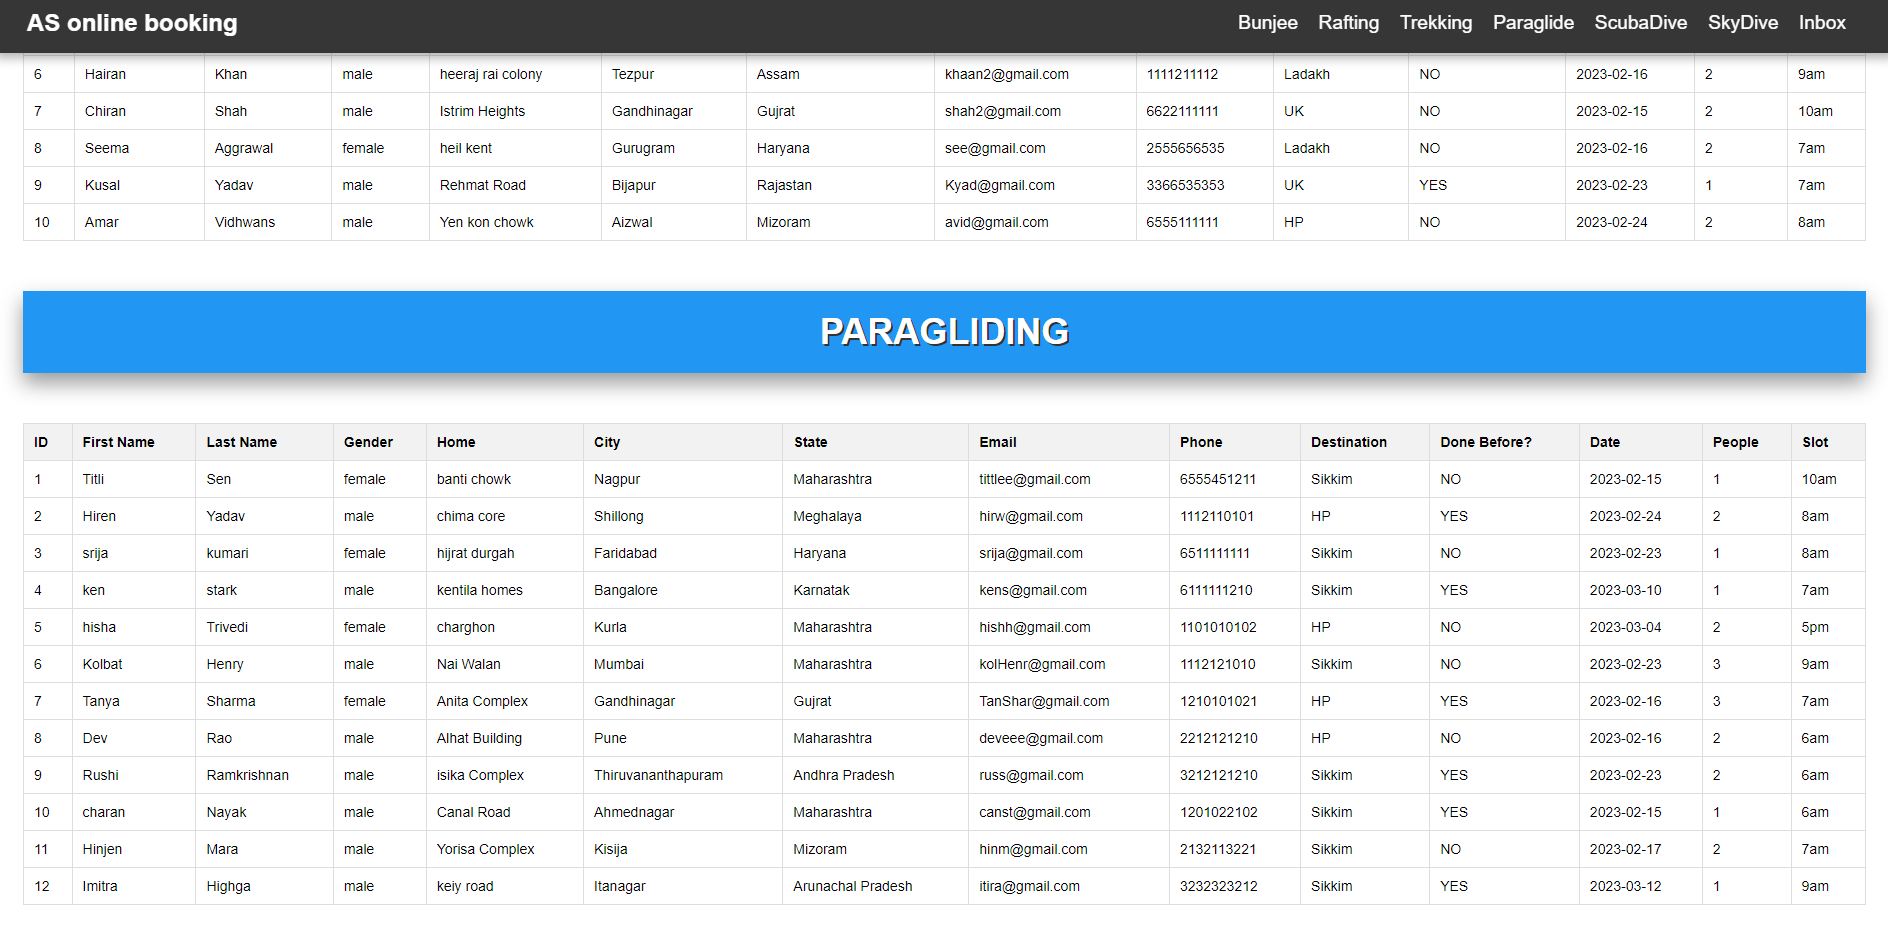 AS online booking Bunjee Rafting Trekking Paraglide ScubaDive SkyDive Inbox
6 Hairan Khan male heeraj rai colony Tezpur Assam khaan2@gmail.com 1111211112 Ladakh NO 2023-02-16 2 9am
7 Chiran Shah male Istrim Heights Gandhinagar Gujrat shah2@gmail.com 6622111111 UK NO 2023-02-15 2 10am
8 Seema Aggrawal female heil kent Gurugram Haryana see@gmail.com 2555656535 Ladakh NO 2023-02-16 2 7am
9 Kusal Yadav male Rehmat Road Bijapur Rajastan Kyad@gmail.com 3366535353 UK YES 2023-02-23 1 7am
10 Amar Vidhwans male Yen kon chowk Aizwal Mizoram avid@gmail.com 6555111111 HP NO 2023-02-24 2 8am
PARAGLIDING
ID First Name Last Name Gender Home City State Email Phone Destination Done Before? Date People Slot
1 Titli Sen female banti chowk Nagpur Maharashtra tittlee@gmail.com 6555451211 Sikkim NO 2023-02-15 1 10am
2 Hiren Yadav male chima core Shillong Meghalaya hirw@gmail.com 1112110101 HP YES 2023-02-24 2 8am
3 srija kumari female hijrat durgah Faridabad Haryana srija@gmail.com 6511111111 Sikkim NO 2023-02-23 1 8am
4 ken stark male kentila homes Bangalore Karnatak kens@gmail.com 6111111210 Sikkim YES 2023-03-10 1 7am
5 hisha Trivedi female charghon Kurla Maharashtra hishh@gmail.com 1101010102 HP NO 2023-03-04 2 5pm
6 Kolbat Henry male Nai Walan Mumbai Maharashtra kolHenr@gmail.com 1112121010 Sikkim NO 2023-02-23 3 9am
7 Tanya Sharma female Anita Complex Gandhinagar Gujrat TanShar@gmail.com 1210101021 HP YES 2023-02-16 3 7am
8 Dev Rao male Alhat Building Pune Maharashtra deveee@gmail.com 2212121210 HP NO 2023-02-16 2 6am
9 Rushi Ramkrishnan male isika Complex Thiruvananthapuram Andhra Pradesh russ@gmail.com 3212121210 Sikkim YES 2023-02-23 2 6am
10 charan Nayak male Canal Road Ahmednagar Maharashtra canst@gmail.com 1201022102 Sikkim YES 2023-02-15 1 6am
11 Hinjen Mara male Yorisa Complex Kisija Mizoram hinm@gmail.com 2132113221 Sikkim NO 2023-02-17 2 7am
12 Imitra Highga male keiy road Itanagar Arunachal Pradesh itira@gmail.com 3232323212 Sikkim YES 2023-03-12 1 9am